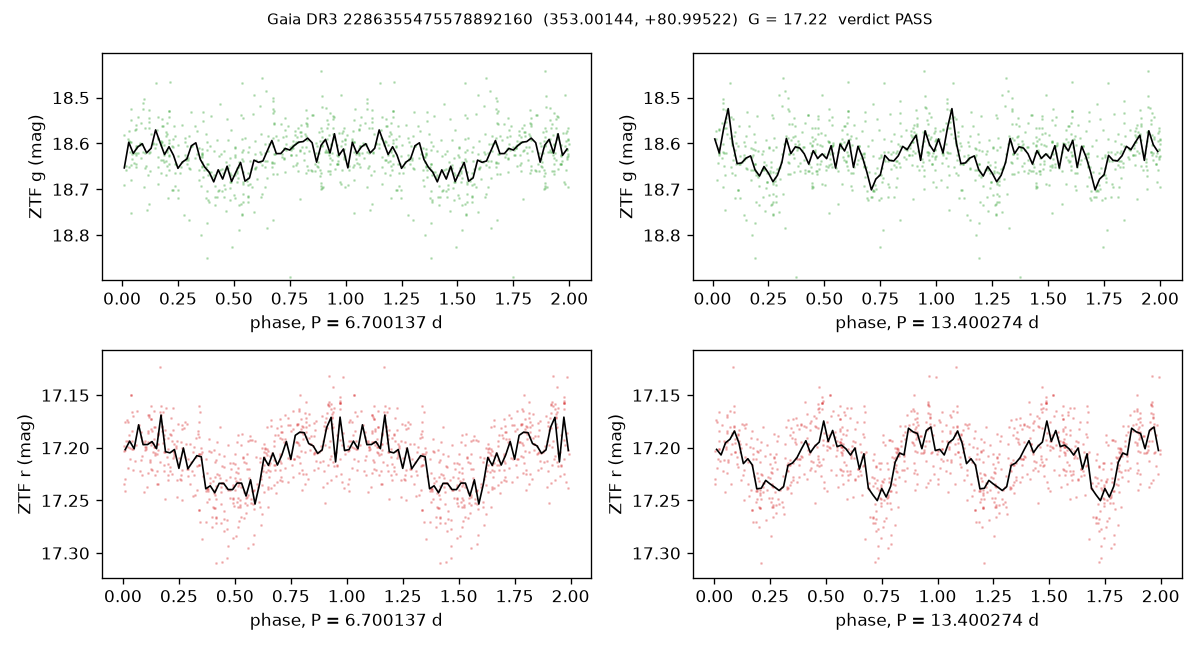 Gaia DR3 2286355475578892160 (353.00144, +80.99522) G = 17.22 verdict PASS
ZTF g (mag)
18.5
18.6
18.7
18.8
0.00 0.25 0.50 0.75 1.00 1.25 1.50 1.75 2.00
phase, P = 6.700137 d
ZTF g (mag)
18.5
18.6
18.7
18.8
0.00 0.25 0.50 0.75 1.00 1.25 1.50 1.75 2.00
phase, P = 13.400274 d
ZTF r (mag)
17.15
17.20
17.25
17.30
0.00 0.25 0.50 0.75 1.00 1.25 1.50 1.75 2.00
phase, P = 6.700137 d
ZTF r (mag)
17.15
17.20
17.25
17.30
0.00 0.25 0.50 0.75 1.00 1.25 1.50 1.75 2.00
phase, P = 13.400274 d